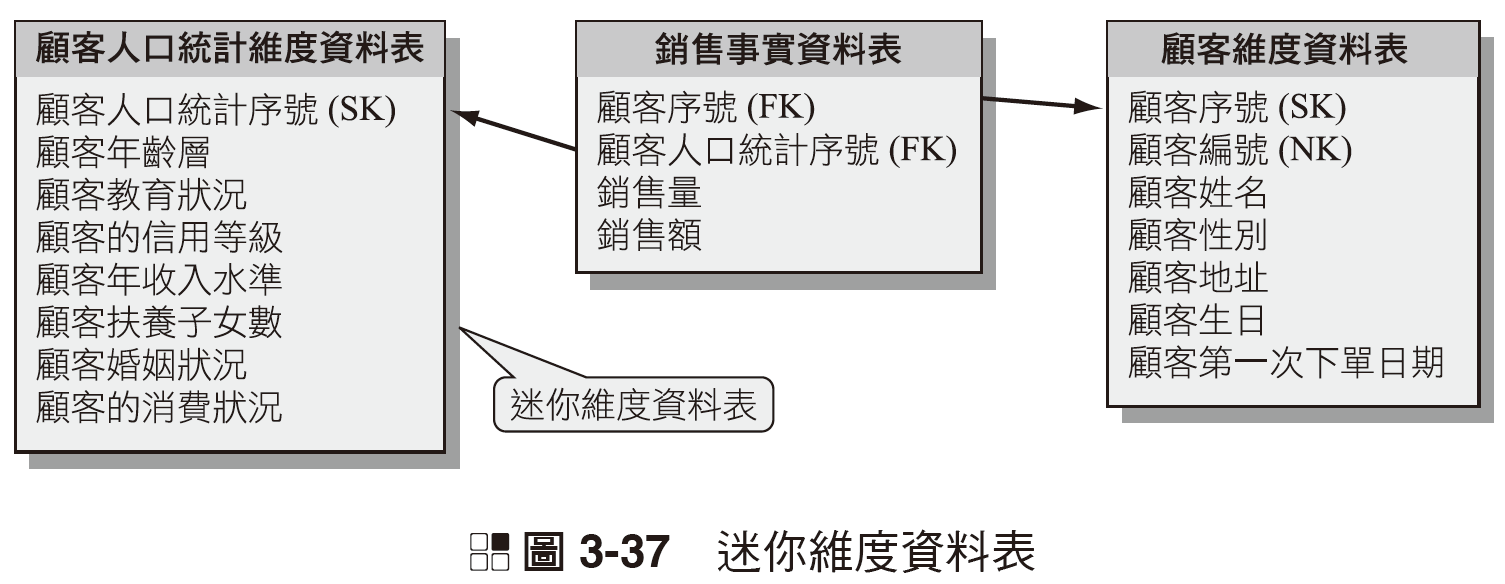 顧客人口統計維度資料表
顧客人口統計序號 (SK)
顧客年齡層
顧客教育狀況
顧客的信用等級
顧客年收入水準
顧客扶養子女數
顧客婚姻狀況
顧客的消費狀況
銷售事實資料表
顧客序號 (FK)
顧客人口統計序號 (FK)
銷售量
銷售額
顧客維度資料表
顧客序號 (SK)
顧客編號 (NK)
顧客姓名
顧客性別
顧客地址
顧客生日
顧客第一次下單日期
迷你維度資料表
圖 3-37 迷你維度資料表